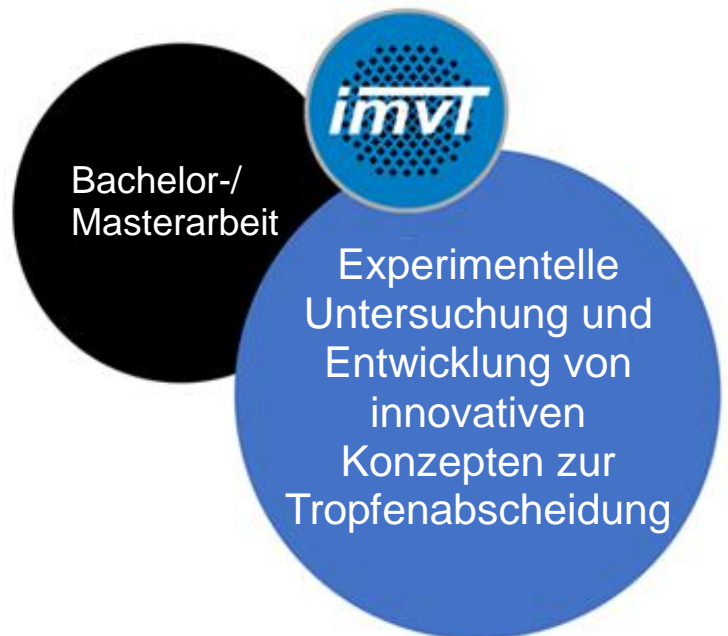 imvT
Bachelor-/
Masterarbeit
Experimentelle
Untersuchung und
Entwicklung von
innovativen
Konzepten zur
Tropfenabscheidung